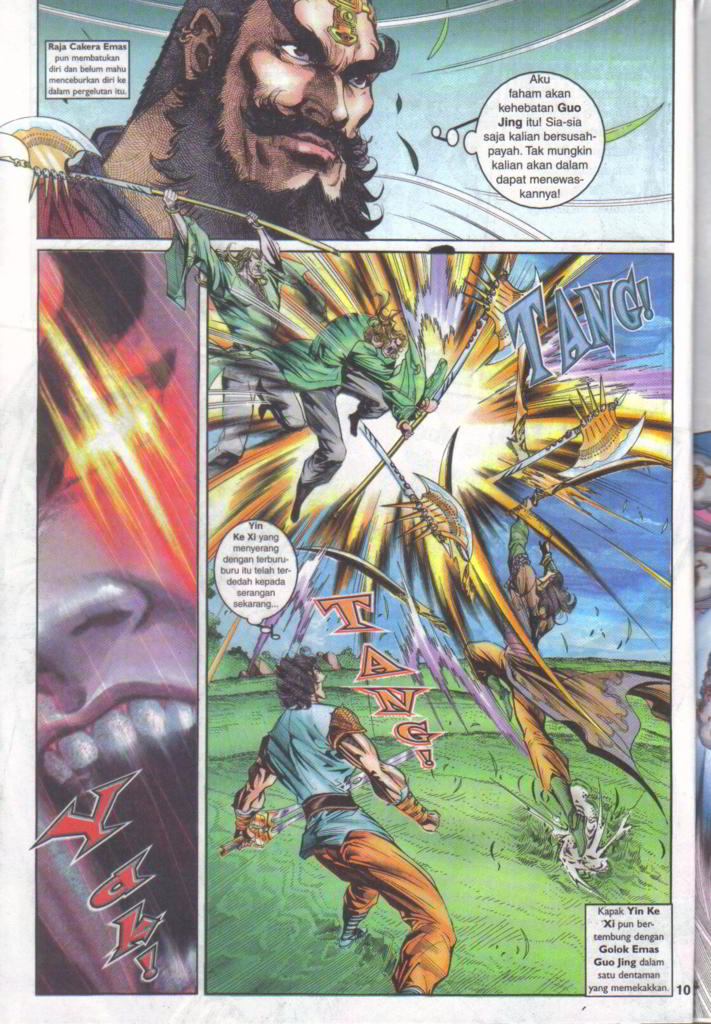 Raja Cakera Emas
pun membatukan
diri dan belum mahu
menceburkan diri ke
dalam pergelutan itu.
Aku
faham akan
kehebatan Guo
Jing itu! Sia-sia
saja kalian bersusah-
payah. Tak mungkin
kalian akan dalam
dapat menewas-
kannya!
TANG!
Yin
Ke Xi yang
menyerang
dengan terburu-
buru itu telah ter-
dedah kepada
serangan
sekarang...
TANG!
Yak!
Kapak Yin Ke
Xi pun ber-
tembung dengan
Golok Emas
Guo Jing dalam
satu dentaman
yang memekakkan.
10